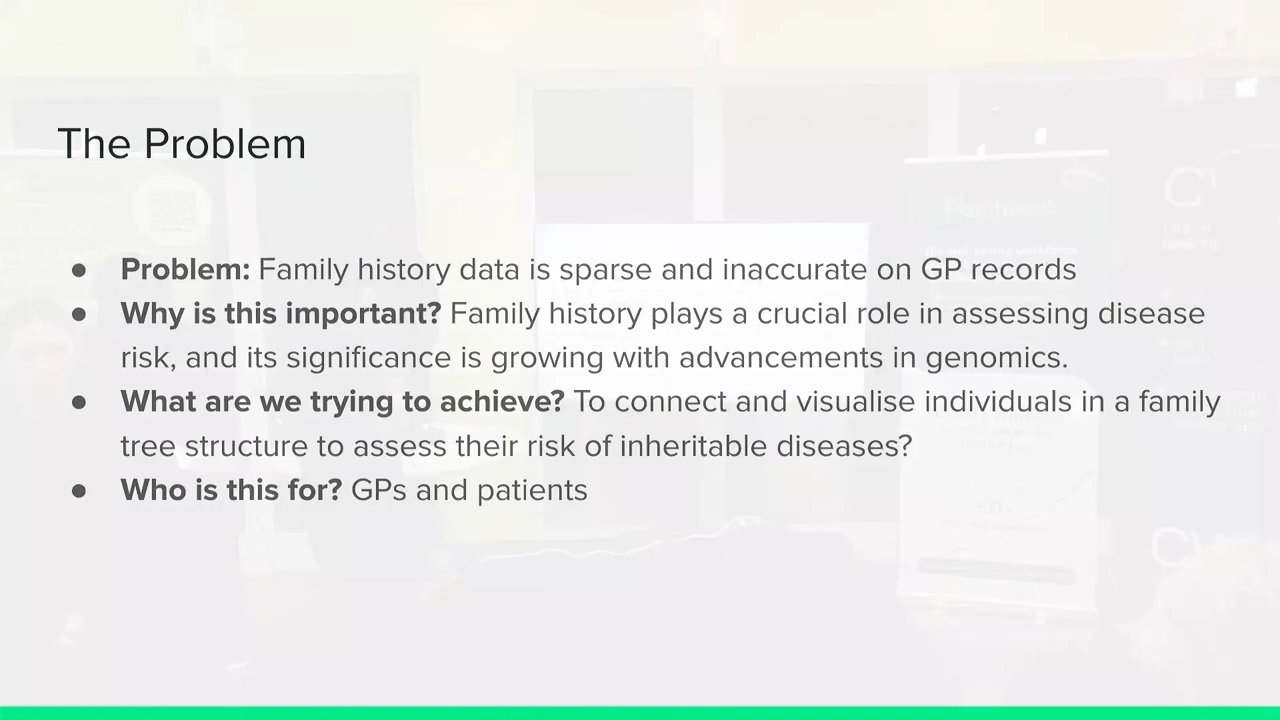 The Problem
● Problem: Family history data is sparse and inaccurate on GP records
● Why is this important? Family history plays a crucial role in assessing disease
risk, and its significance is growing with advancements in genomics.
● What are we trying to achieve? To connect and visualise individuals in a family
tree structure to assess their risk of inheritable diseases?
● Who is this for? GPs and patients